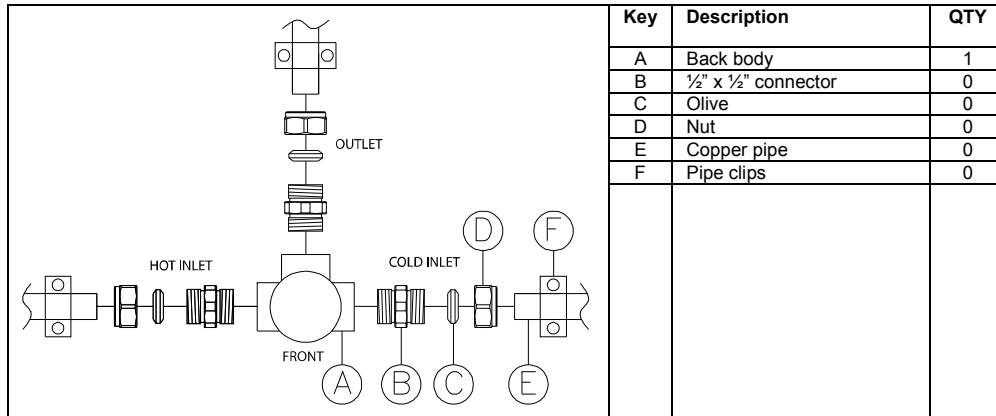 OUTLET
HOT INLET
COLD INLET
FRONT
D
F
A
B
C
E
Key Description QTY
A Back body 1
B ½” x ½” connector 0
C Olive 0
D Nut 0
E Copper pipe 0
F Pipe clips 0